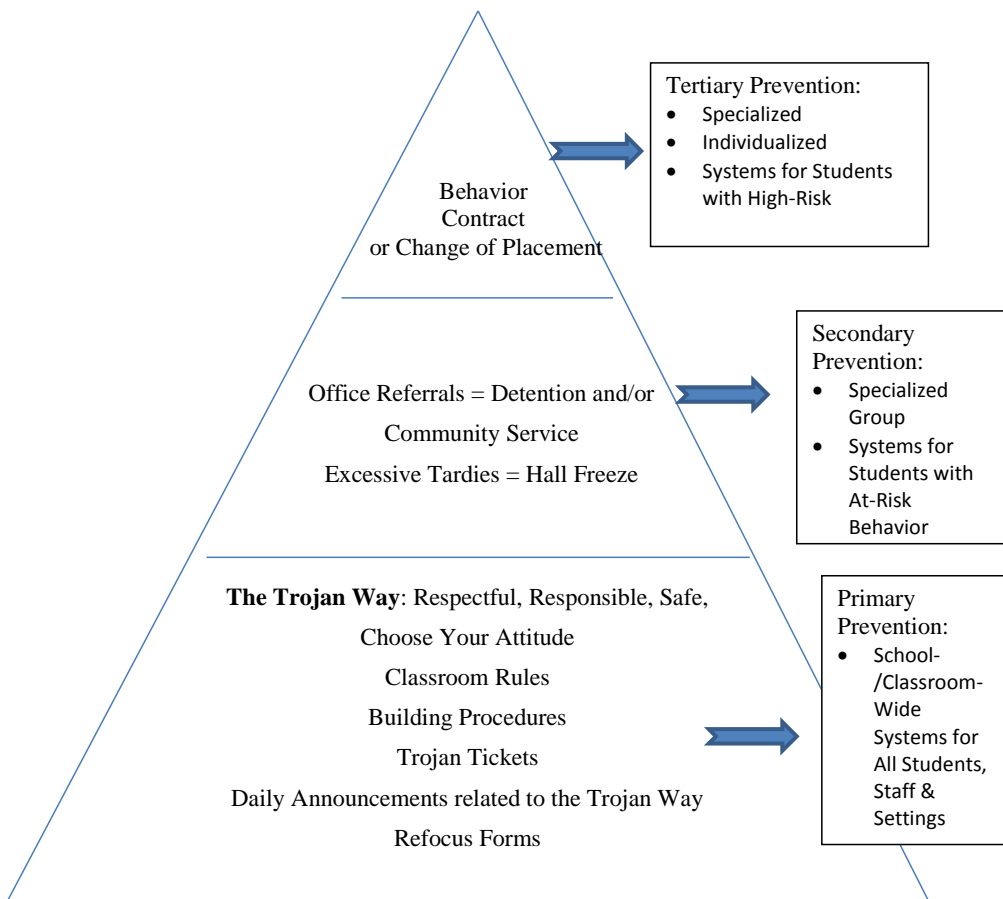 Tertiary Prevention:
• Specialized
• Individualized
• Systems for Students
with High-Risk
Behavior
Contract
or Change of Placement
Secondary
Prevention:
• Specialized
Group
• Systems for
Students with
At-Risk
Behavior
Office Referrals = Detention and/or
Community Service
Excessive Tardies = Hall Freeze
The Trojan Way: Respectful, Responsible, Safe,
Choose Your Attitude
Classroom Rules
Building Procedures
Trojan Tickets
Daily Announcements related to the Trojan Way
Refocus Forms
Primary
Prevention:
• School-
/Classroom-
Wide
Systems for
All Students,
Staff &
Settings